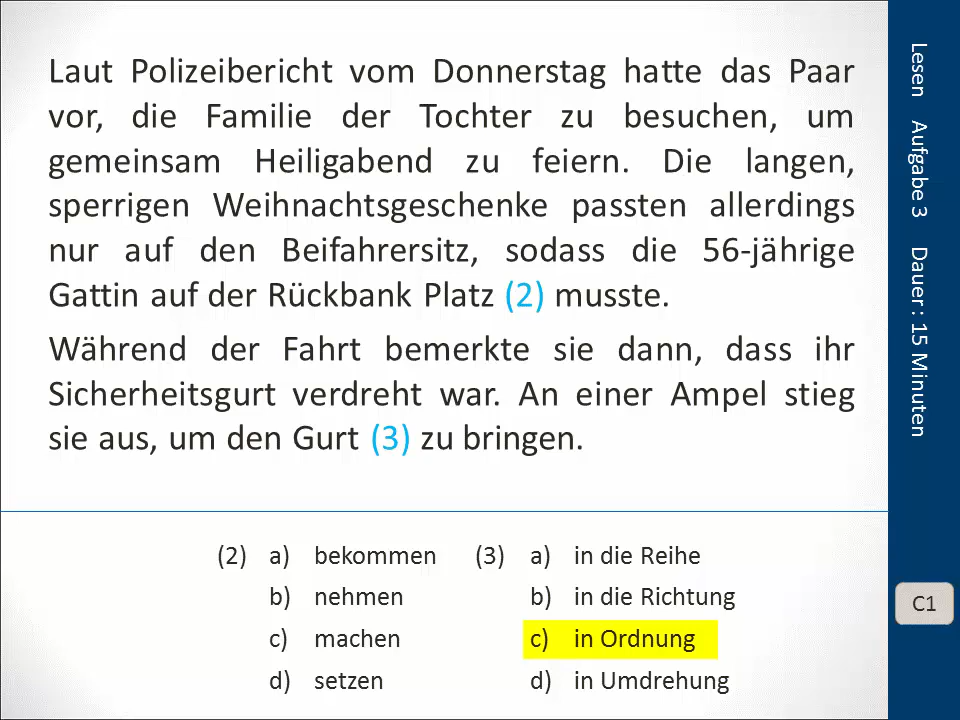 Laut Polizeibericht vom Donnerstag hatte das Paar
vor, die Familie der Tochter zu besuchen, um
gemeinsam Heiligabend zu feiern. Die langen,
sperrigen Weihnachtsgeschenke passten allerdings
nur auf den Beifahrersitz, sodass die 56-jährige
Gattin auf der Rückbank Platz (2) musste.
Während der Fahrt bemerkte sie dann, dass ihr
Sicherheitsgurt verdreht war. An einer Ampel stieg
sie aus, um den Gurt (3) zu bringen.
(2) a) bekommen (3) a) in die Reihe
b) nehmen b) in die Richtung
c) machen c) in Ordnung
d) setzen d) in Umdrehung
Lesen Aufgabe 3 Dauer : 15 Minuten
C1